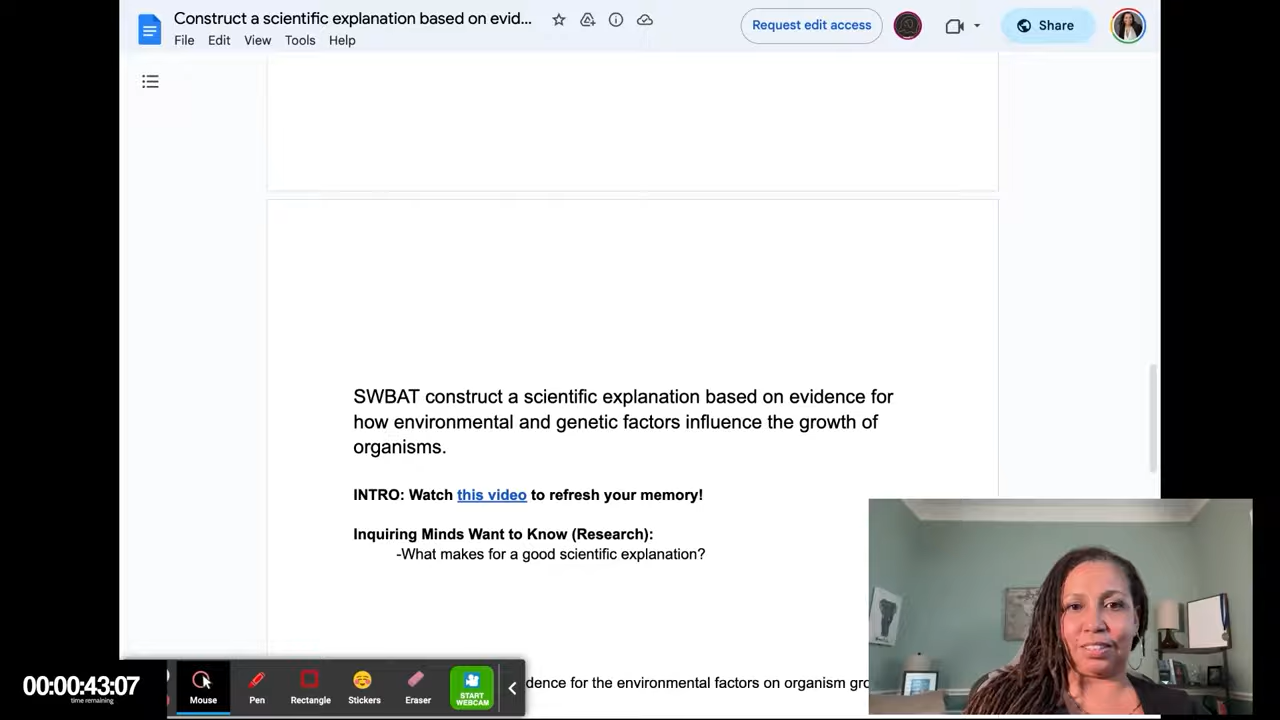 Construct a scientific explanation based on evid...
File Edit View Tools Help
Request edit access
Share
SWBAT construct a scientific explanation based on evidence for
how environmental and genetic factors influence the growth of
organisms.
INTRO: Watch this video to refresh your memory!
Inquiring Minds Want to Know (Research):
-What makes for a good scientific explanation?
dence for the environmental factors on organism gro
00:00:43:07
time remaining
Mouse
Pen
Rectangle
Stickers
Eraser
START
WEBCAM